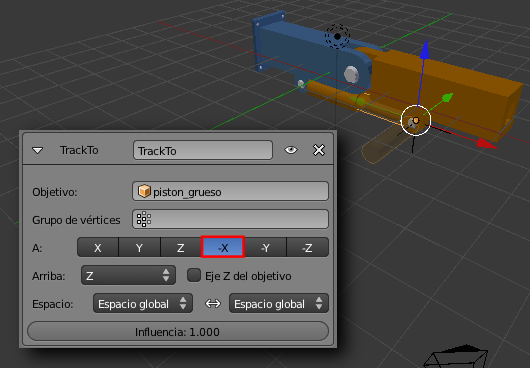 TrackTo TrackTo
Objetivo: piston_grueso
Grupo de vértices
A: X Y Z -X -Y -Z
Arriba: Z Eje Z del objetivo
Espacio: Espacio global Espacio global
Influencia: 1.000